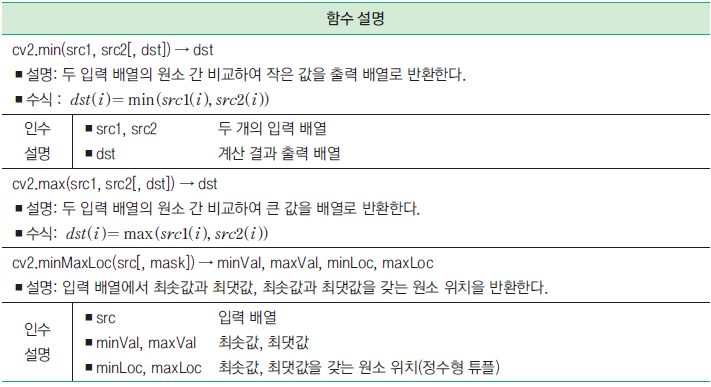 함수 설명
cv2.min(src1, src2[, dst]) → dst
■ 설명: 두 입력 배열의 원소 간 비교하여 작은 값을 출력 배열로 반환한다.
■ 수식 : dst(i)= min(src1(i), src2(i))
인수 설명
■ src1, src2 두 개의 입력 배열
■ dst 계산 결과 출력 배열
cv2.max(src1, src2[, dst]) → dst
■ 설명: 두 입력 배열의 원소 간 비교하여 큰 값을 배열로 반환한다.
■ 수식: dst(i)= max(src1(i), src2(i))
cv2.minMaxLoc(src[, mask]) → minVal, maxVal, minLoc, maxLoc
■ 설명: 입력 배열에서 최솟값과 최댓값, 최솟값과 최댓값을 갖는 원소 위치을 반환한다.
인수 설명
■ src 입력 배열
■ minVal, maxVal 최솟값, 최댓값
■ minLoc, maxLoc 최솟값, 최댓값을 갖는 원소 위치(정수형 튜플)